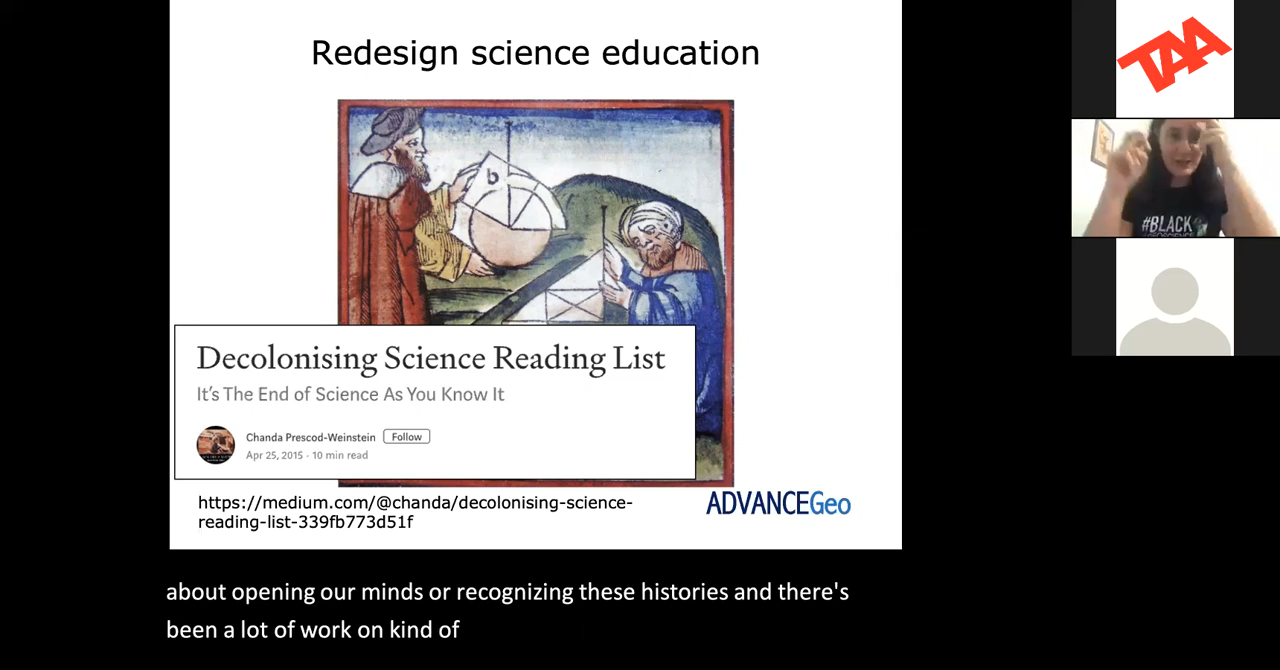 Redesign science education
TAA
b
#BLACK
Decolonising Science Reading List
It's The End of Science As You Know It
Chanda Prescod-Weinstein Follow
Apr 25, 2015 · 10 min read
https://medium.com/@chanda/decolonising-science-
reading-list-339fb773d51f
ADVANCEGeo
about opening our minds or recognizing these histories and there's
been a lot of work on kind of